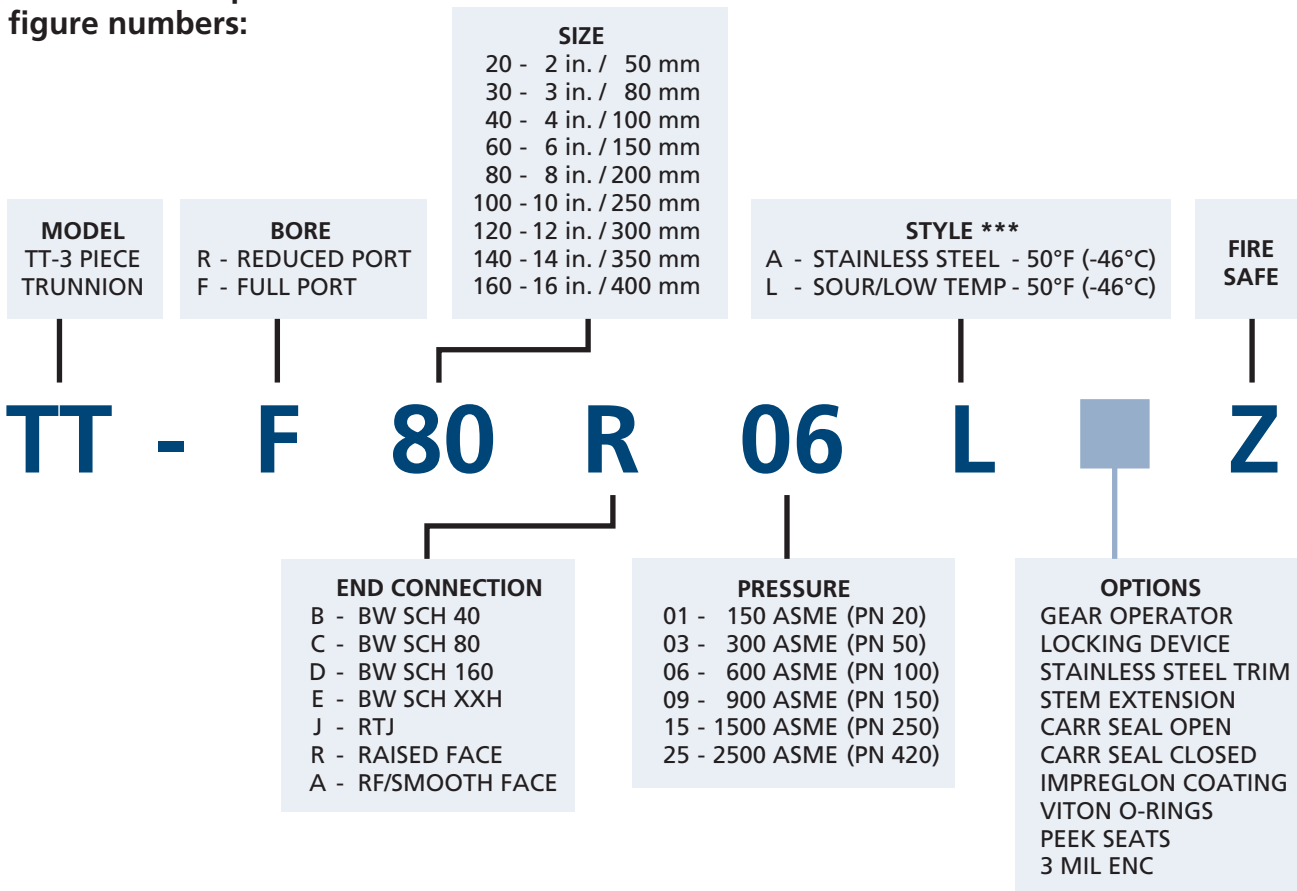 figure numbers:
SIZE
20 - 2 in. / 50 mm
30 - 3 in. / 80 mm
40 - 4 in. / 100 mm
60 - 6 in. / 150 mm
80 - 8 in. / 200 mm
100 - 10 in. / 250 mm
120 - 12 in. / 300 mm
140 - 14 in. / 350 mm
160 - 16 in. / 400 mm
MODEL
TT-3 PIECE
TRUNNION
BORE
R - REDUCED PORT
F - FULL PORT
STYLE ***
A - STAINLESS STEEL - 50°F (-46°C)
L - SOUR/LOW TEMP - 50°F (-46°C)
FIRE
SAFE
TT - F 80 R 06 L Z
END CONNECTION
B - BW SCH 40
C - BW SCH 80
D - BW SCH 160
E - BW SCH XXH
J - RTJ
R - RAISED FACE
A - RF/SMOOTH FACE
PRESSURE
01 - 150 ASME (PN 20)
03 - 300 ASME (PN 50)
06 - 600 ASME (PN 100)
09 - 900 ASME (PN 150)
15 - 1500 ASME (PN 250)
25 - 2500 ASME (PN 420)
OPTIONS
GEAR OPERATOR
LOCKING DEVICE
STAINLESS STEEL TRIM
STEM EXTENSION
CARR SEAL OPEN
CARR SEAL CLOSED
IMPREGLON COATING
VITON O-RINGS
PEEK SEATS
3 MIL ENC